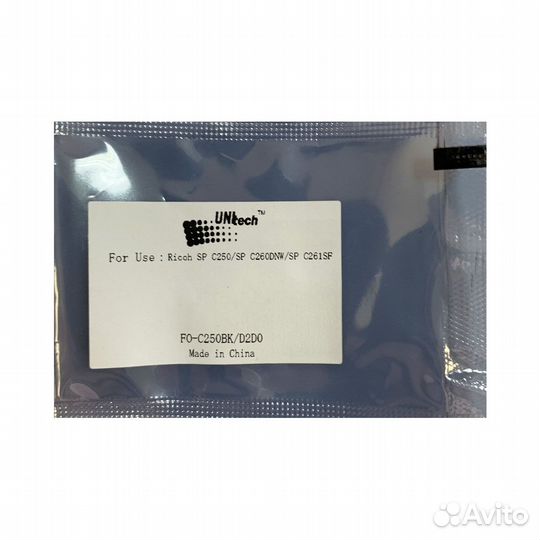 UNItech™
For Use : Ricoh SP C250/SP C260DNW/SP C261SF
FO-C250BK/D2D0
Made in China
Avito